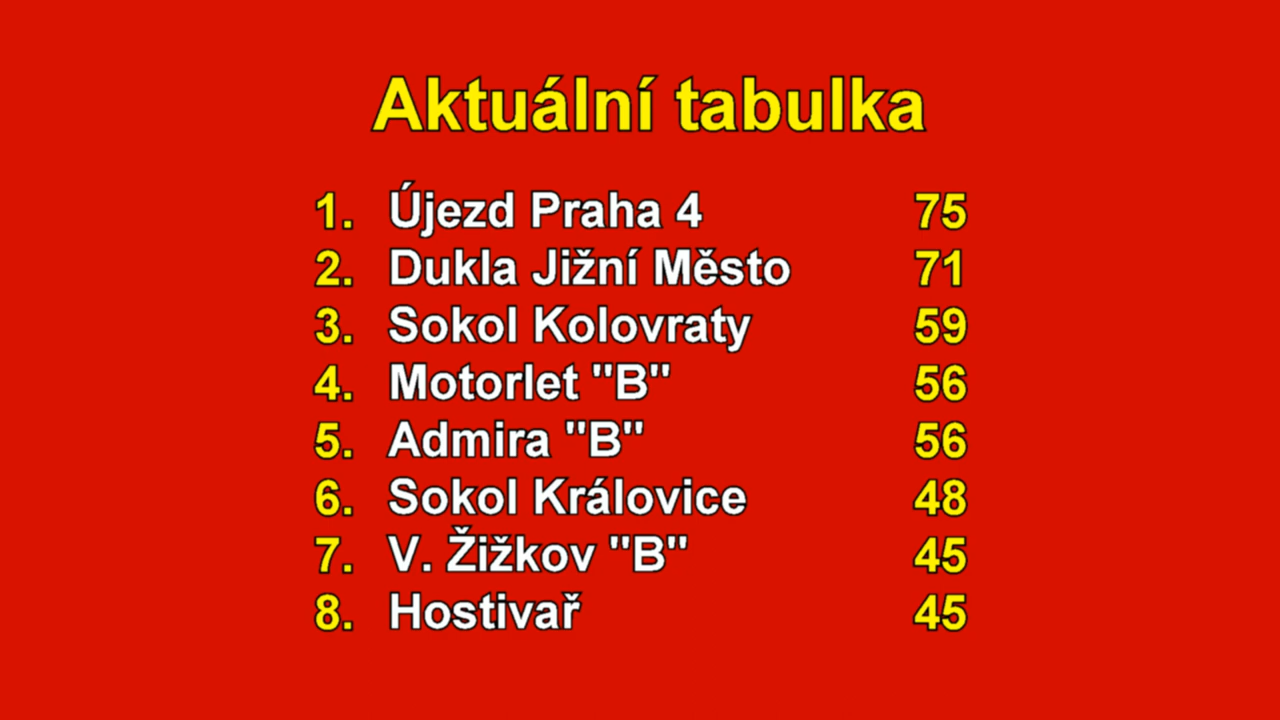 Aktuální tabulka
1. Újezd Praha 4 75
2. Dukla Jižní Město 71
3. Sokol Kolovraty 59
4. Motorlet "B" 56
5. Admira "B" 56
6. Sokol Královice 48
7. V. Žižkov "B" 45
8. Hostivař 45